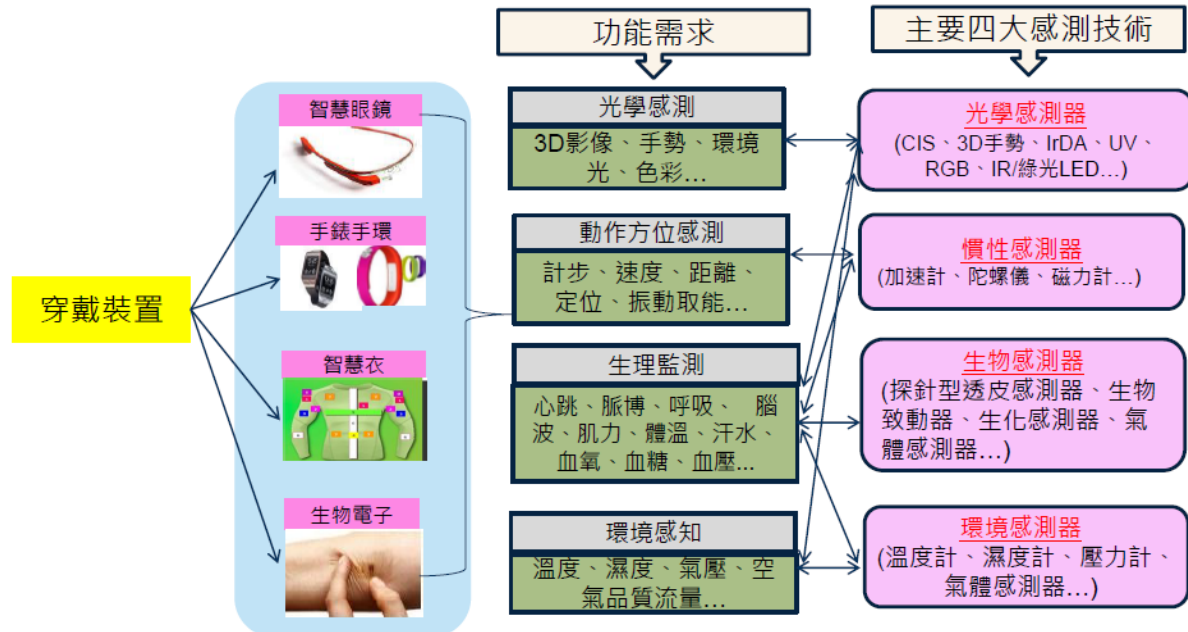 功能需求
主要四大感測技術
穿戴裝置
智慧眼鏡
手錶手環
智慧衣
生物電子
光學感測
3D影像、手勢、環境
光、色彩...
動作方位感測
計步、速度、距離、
定位、振動取能...
生理監測
心跳、脈博、呼吸、 腦
波、肌力、體溫、汗水、
血氧、血糖、血壓...
環境感知
溫度、濕度、氣壓、空
氣品質流量...
光學感測器
(CIS、3D手勢、IrDA、UV、
RGB、IR/綠光LED...)
慣性感測器
(加速計、陀螺儀、磁力計...)
生物感測器
(探針型透皮感測器、生物
致動器、生化感測器、氣
體感測器...)
環境感測器
(溫度計、濕度計、壓力計、
氣體感測器...)